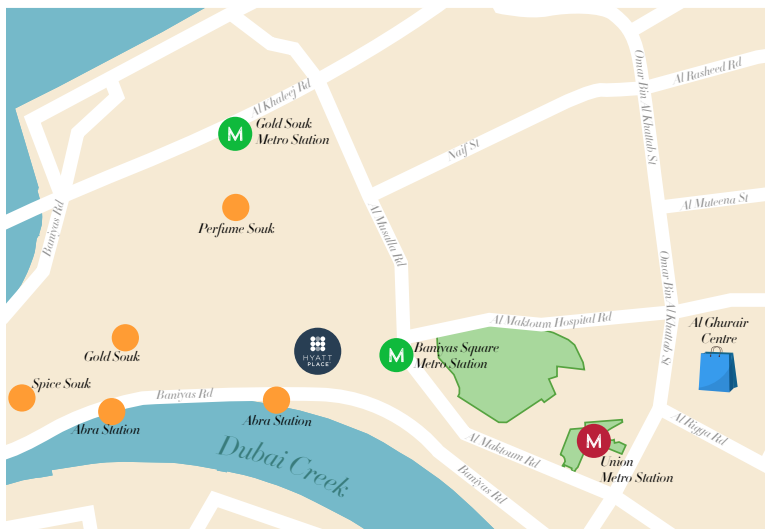 Omar Bin Al Khattab St
Al Rasheed Rd
Al Khaleej Rd
M
Gold Souk
Metro Station
Naif St
Al Muteena St
Baniyas Rd
Perfume Souk
Al Musalla Rd
Omar Bin Al Khattab St
Al Maktoum Hospital Rd
Al Ghurair
Centre
HYATT
PLACE
M
Baniyas Square
Metro Station
Gold Souk
Spice Souk
Baniyas Rd
Abra Station
Abra Station
Dubai Creek
Al Maktoum Rd
Baniyas Rd
M
Union
Metro Station
Al Rigga Rd